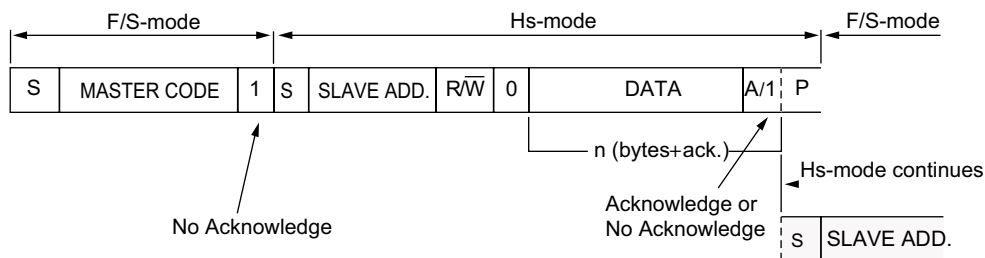 F/S-mode Hs-mode F/S-mode
S MASTER CODE 1 S SLAVE ADD. R/W̅ 0 DATA A/1 P
n (bytes+ack.)
Hs-mode continues
No Acknowledge
Acknowledge or
No Acknowledge
S SLAVE ADD.